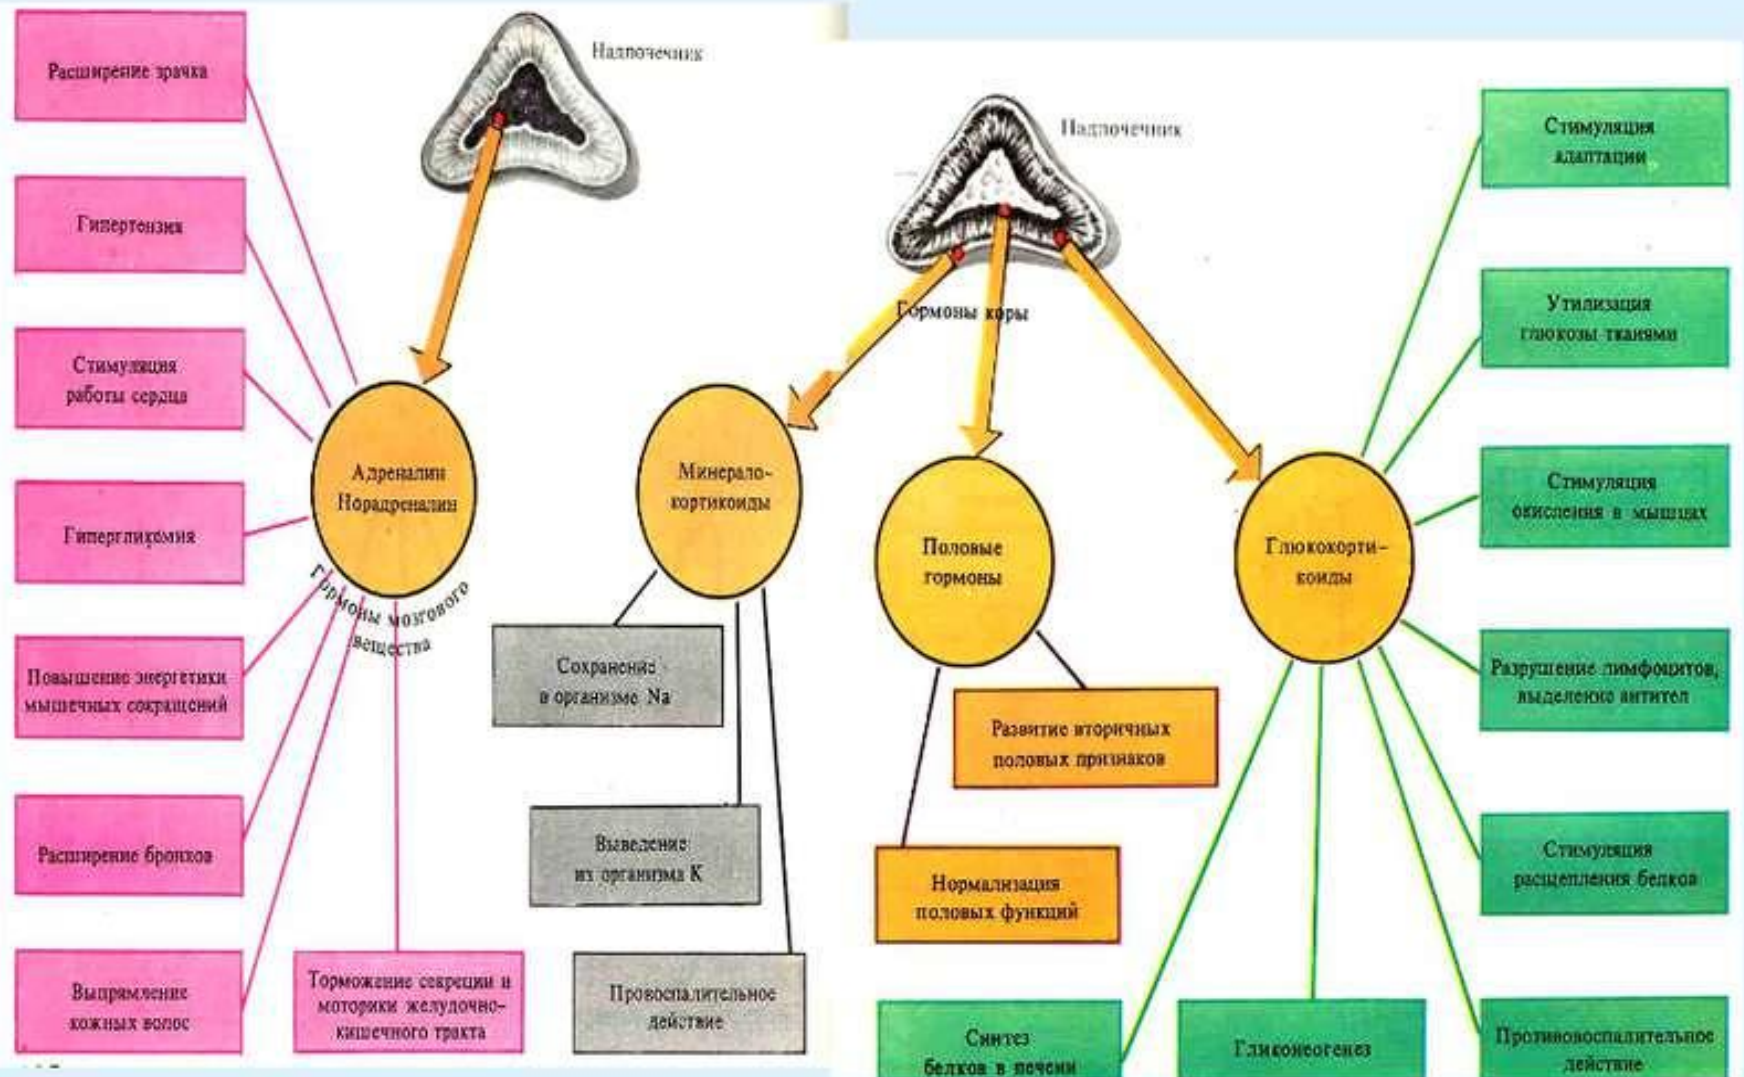 Надпочечник
Расширение зрачка
Гипертензия
Стимуляция
работы сердца
Гипергликемия
Повышение энергетики
мышечных сокращений
Расширение бронхов
Выпрямление
кожных волос
Торможение секреции и
моторики желудочно-
кишечного тракта
Адреналин
Норадреналин
Гормоны мозгового
вещества
Надпочечник
Гормоны коры
Минерало-
кортикоиды
Сохранение
в организме Na
Выведение
из организма K
Провоспалительное
действие
Половые
гормоны
Развитие вторичных
половых признаков
Нормализация
половых функций
Глюкокорти-
коиды
Стимуляция
адаптации
Утилизация
глюкозы тканями
Стимуляция
окисления в мышцах
Разрушение лимфоцитов,
выделение антител
Стимуляция
расщепления белков
Противовоспалительное
действие
Гликонеогенез
Синтез
белков в печени